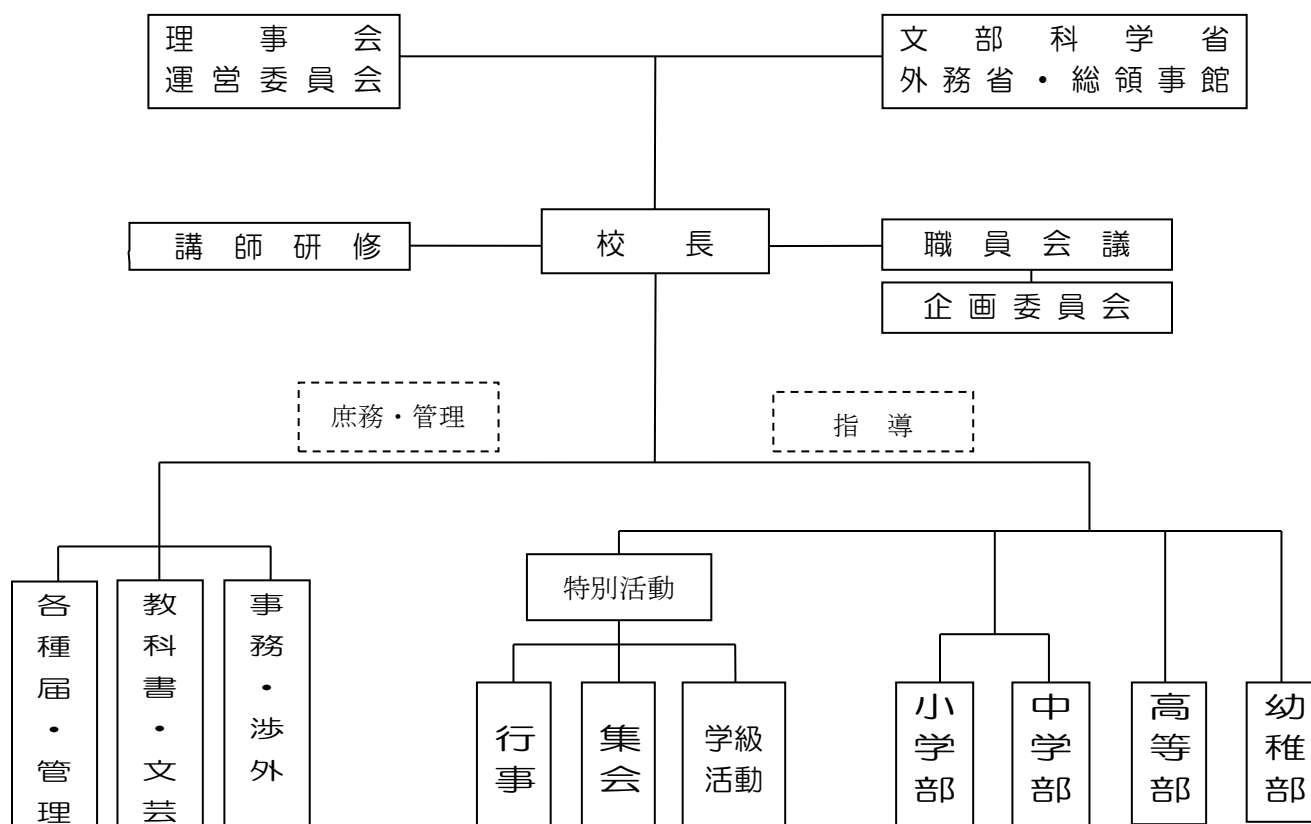 理事会
運営委員会
文部科学省
外務省・総領事館
講師研修
校長
職員会議
企画委員会
庶務・管理
指導
特別活動
各種届・管理
教科書・文芸
事務・渉外
行事
集会
学級
活動
小学部
中学部
高等部
幼稚部